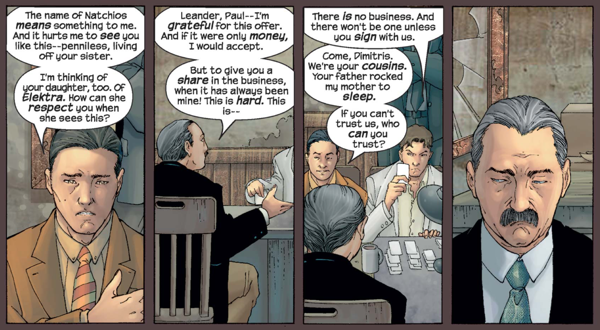 The name of Natchios
means something to me.
And it hurts me to see you
like this--penniless, living
off your sister.
I'm thinking of
your daughter, too. Of
Elektra. How can she
respect you when
she sees this?
Leander, Paul--I'm
grateful for this offer.
And if it were only money,
I would accept.
But to give you a
share in the business,
when it has always been
mine! This is hard. This
is--
There is no business. And
there won't be one unless
you sign with us.
Come, Dimitris.
We're your cousins.
Your father rocked
my mother to
sleep.
If you can't
trust us, who
can you
trust?